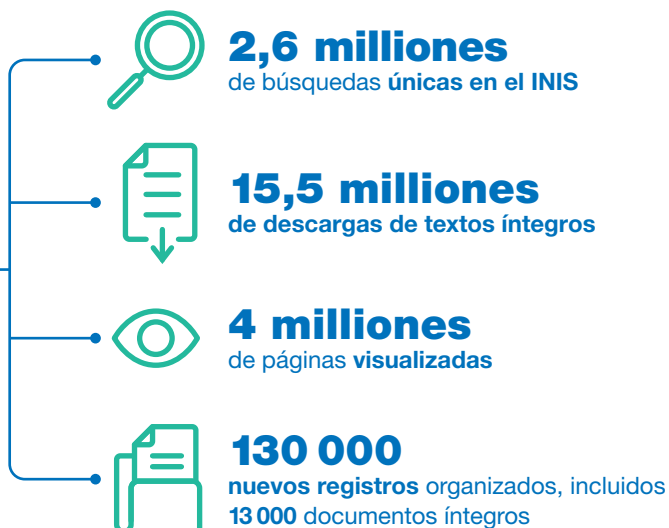 2,6 milliones
de búsquedas únicas en el INIS
15,5 milliones
de descargas de textos íntegros
4 milliones
de páginas visualizadas
130 000
nuevos registros organizados, incluidos
13 000 documentos íntegros